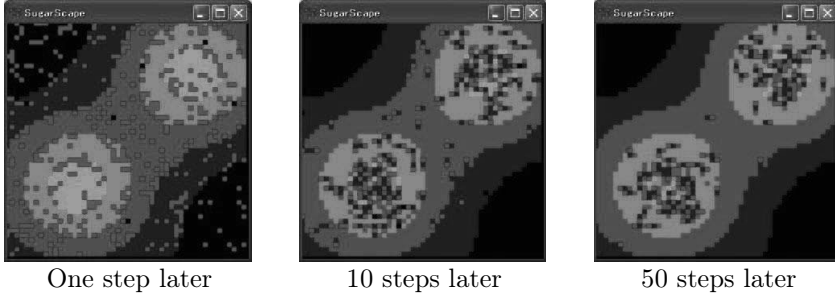 SugarScape
SugarScape
SugarScape
One step later
10 steps later
50 steps later